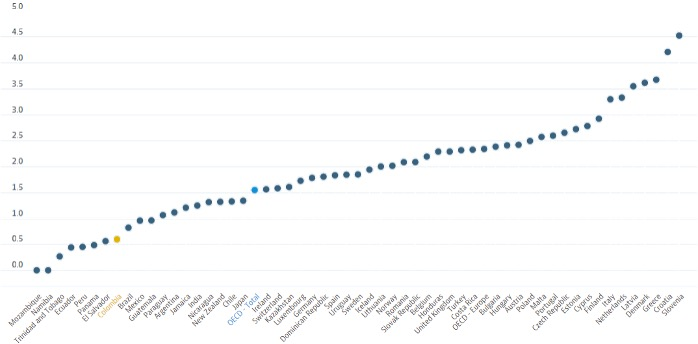 5.0
4.5
4.0
3.5
3.0
2.5
2.0
1.5
1.0
0.5
0.0
Mozambique
Namibia
Trinidad and Tobago
Ecuador
Peru
Panama
El Salvador
Colombia
Brazil
Mexico
Guatemala
Paraguay
Argentina
Jamaica
India
Nicaragua
New Zealand
Chile
Japan
OECD - Total
Ireland
Switzerland
Kazakhstan
Luxembourg
Germany
Dominican Republic
Spain
Uruguay
Sweden
Iceland
Lithuania
Norway
Romania
Slovak Republic
Belgium
Honduras
United Kingdom
Turkey
Costa Rica
OECD - Europe
Bulgaria
Hungary
Austria
Poland
Malta
Portugal
Czech Republic
Estonia
Cyprus
Finland
Italy
Netherlands
Latvia
Denmark
Greece
Croatia
Slovenia